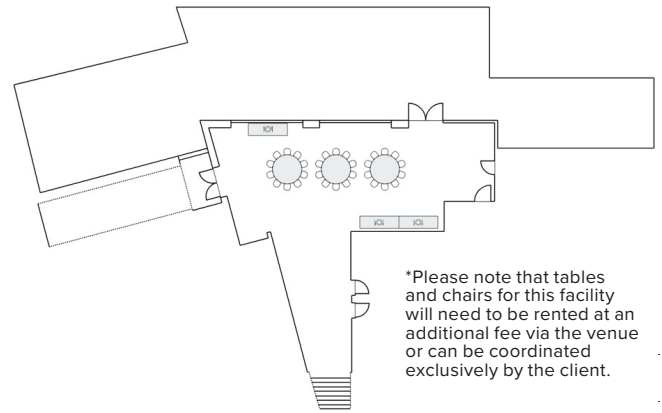 *Please note that tables
and chairs for this facility
will need to be rented at an
additional fee via the venue
or can be coordinated
exclusively by the client.